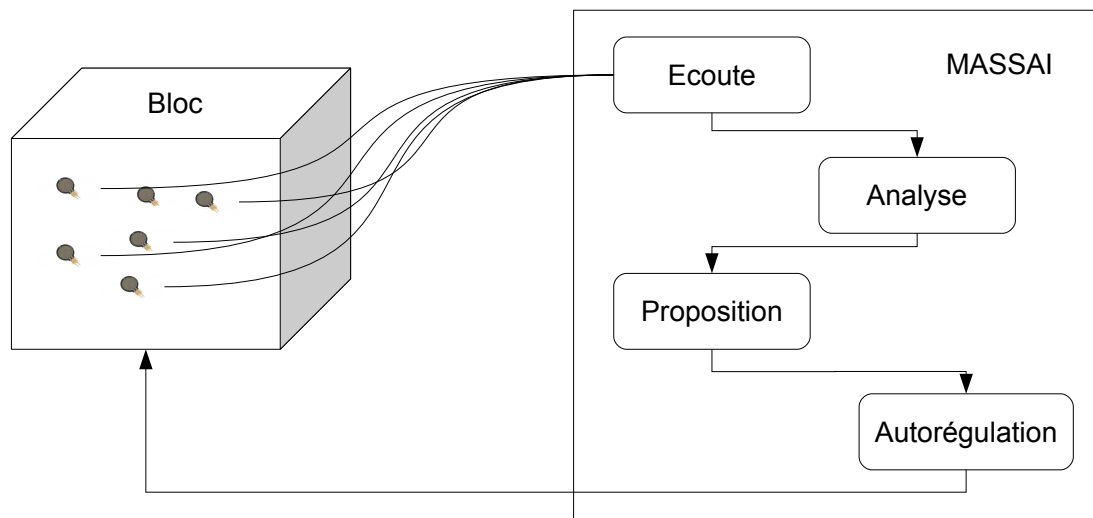 Bloc
MASSAI
Ecoute
Analyse
Proposition
Autorégulation